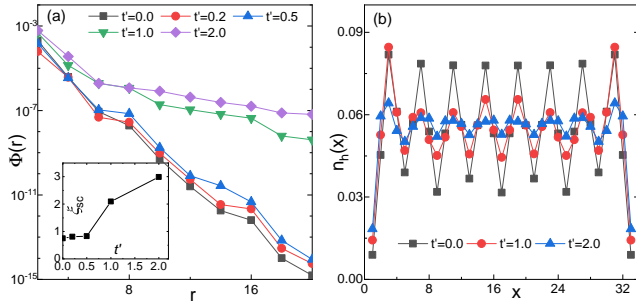 (a)
t'=0.0 t'=0.2 t'=0.5
t'=1.0 t'=2.0
10⁻³
10⁻⁷
10⁻¹¹
10⁻¹⁵
Φ(r)
8 16
r
3
2
1
0
ξSC
0.0 0.5 1.0 2.0
t'
(b)
0.09
0.06
0.03
0.00
nh(x)
t'=0.0 t'=1.0 t'=2.0
0 8 16 24 32
x